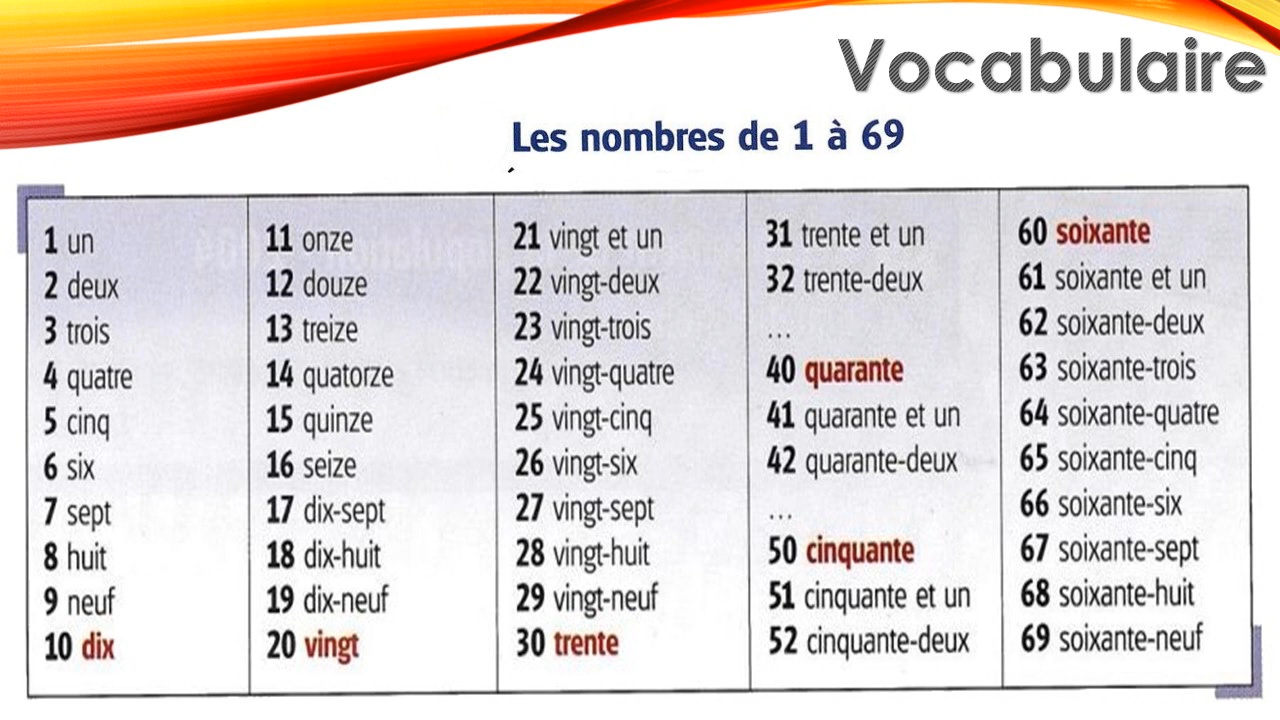 Vocabulaire
Les nombres de 1 à 69
1 un
2 deux
3 trois
4 quatre
5 cinq
6 six
7 sept
8 huit
9 neuf
10 dix
11 onze
12 douze
13 treize
14 quatorze
15 quinze
16 seize
17 dix-sept
18 dix-huit
19 dix-neuf
20 vingt
21 vingt et un
22 vingt-deux
23 vingt-trois
24 vingt-quatre
25 vingt-cinq
26 vingt-six
27 vingt-sept
28 vingt-huit
29 vingt-neuf
30 trente
31 trente et un
32 trente-deux
...
40 quarante
41 quarante et un
42 quarante-deux
...
50 cinquante
51 cinquante et un
52 cinquante-deux
60 soixante
61 soixante et un
62 soixante-deux
63 soixante-trois
64 soixante-quatre
65 soixante-cinq
66 soixante-six
67 soixante-sept
68 soixante-huit
69 soixante-neuf